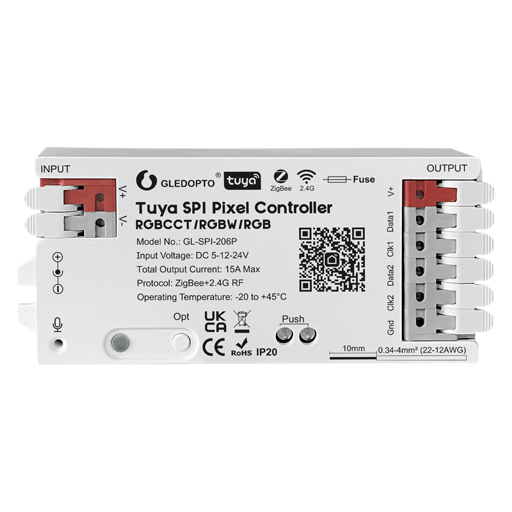 INPUT
OUTPUT
V+
V-
GLEDOPTO®
tuya
ZigBee
2.4G
Fuse
Tuya SPI Pixel Controller
RGBCCT/RGBW/RGB
Model No.: GL-SPI-206P
Input Voltage: DC 5-12-24V
Total Output Current: 15A Max
Protocol: ZigBee+2.4G RF
Operating Temperature: -20 to +45°C
V+
Data1
Clk1
Data2
Clk2
Gnd
Opt
UK
CA
CE
RoHS
IP20
Push
10mm
0.34-4mm² (22-12AWG)